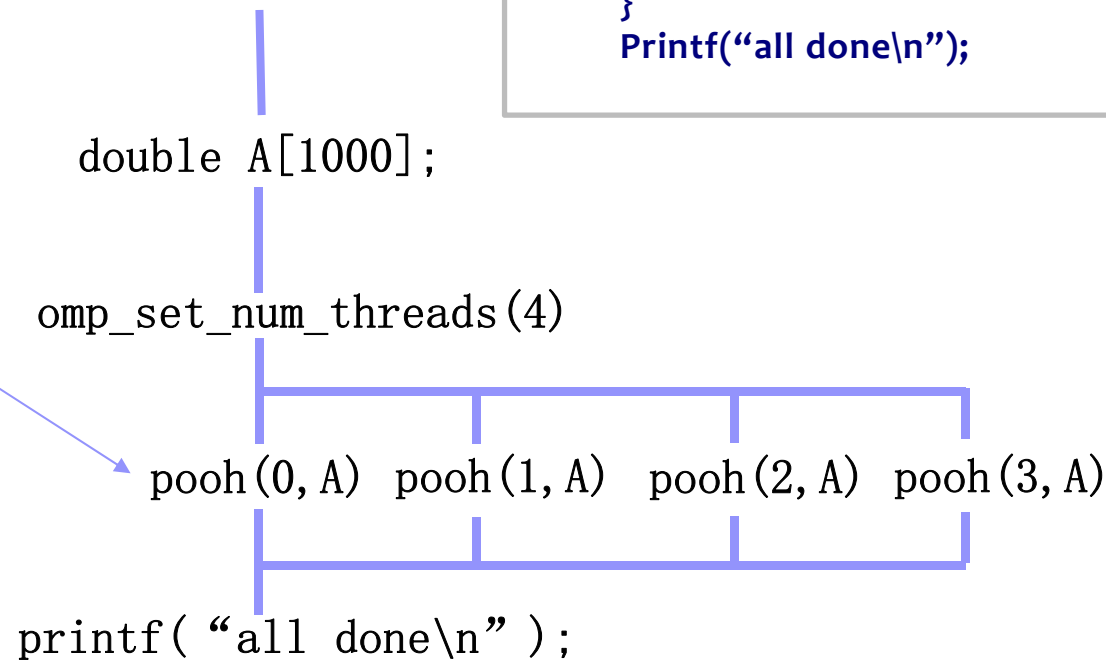 }
Printf(“all done\n”);
double A[1000];
omp_set_num_threads(4)
pooh(0, A) pooh(1, A) pooh(2, A) pooh(3, A)
printf( “all done\n” );